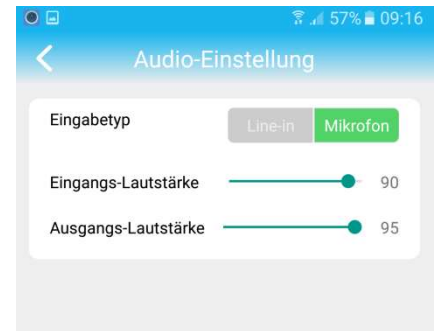 57% 09:16
Audio-Einstellung
Eingabetyp Line-in Mikrofon
Eingangs-Lautstärke 90
Ausgangs-Lautstärke 95